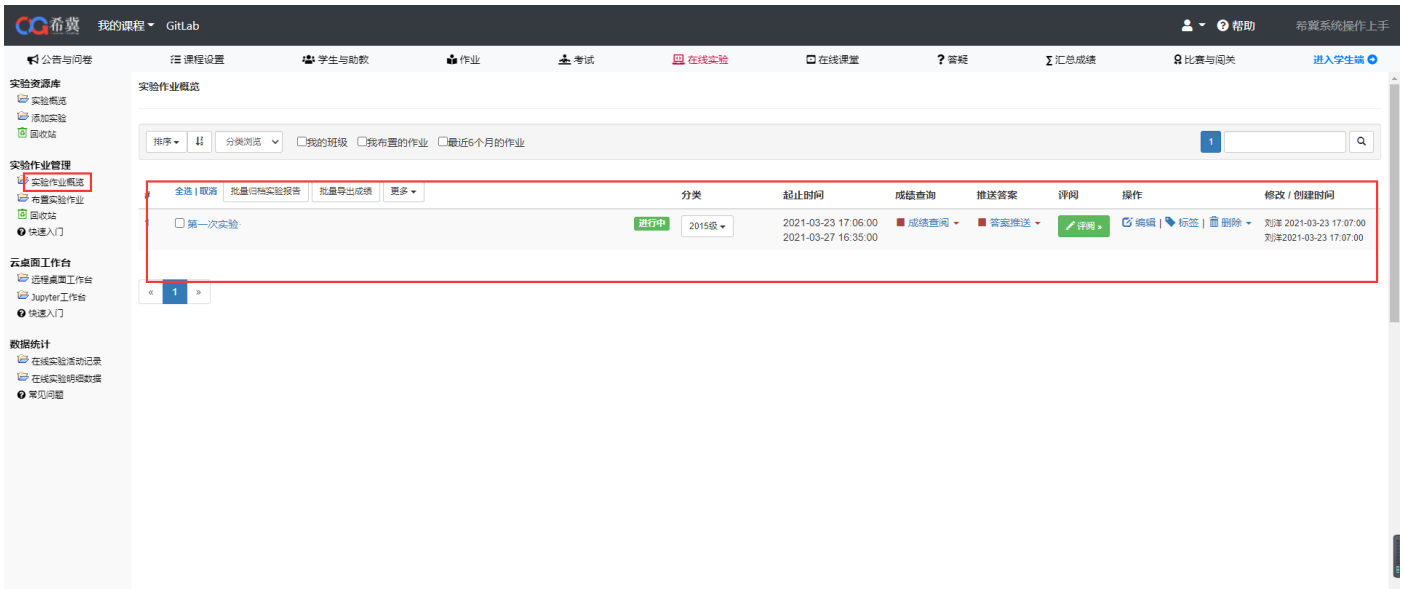 CG希冀 我的课程 GitLab 帮助 希冀系统操作上手
公告与问卷 课程设置 学生与助教 作业 考试 在线实验 在线课堂 ?答疑 ∑汇总成绩 比赛与闯关 进入学生端
实验资源库
实验概览
添加实验
回收站
实验作业管理
实验作业概览
布置实验作业
回收站
快速入门
云桌面工作台
远程桌面工作台
Jupyter工作台
快速入门
数据统计
在线实验活动记录
在线实验明细数据
常见问题
实验作业概览
排序 分类浏览 我的班级 我布置的作业 最近6个月的作业 1
# 全选 | 取消 批量归档实验报告 批量导出成绩 更多 分类 起止时间 成绩查询 推送答案 评阅 操作 修改 / 创建时间
1 第一次实验 进行中 2015级 2021-03-23 17:06:00 成绩查阅 答案推送 评阅 » 编辑 | 标签 | 删除 刘洋 2021-03-23 17:07:00
2021-03-27 16:35:00 刘洋2021-03-23 17:07:00
« 1 »